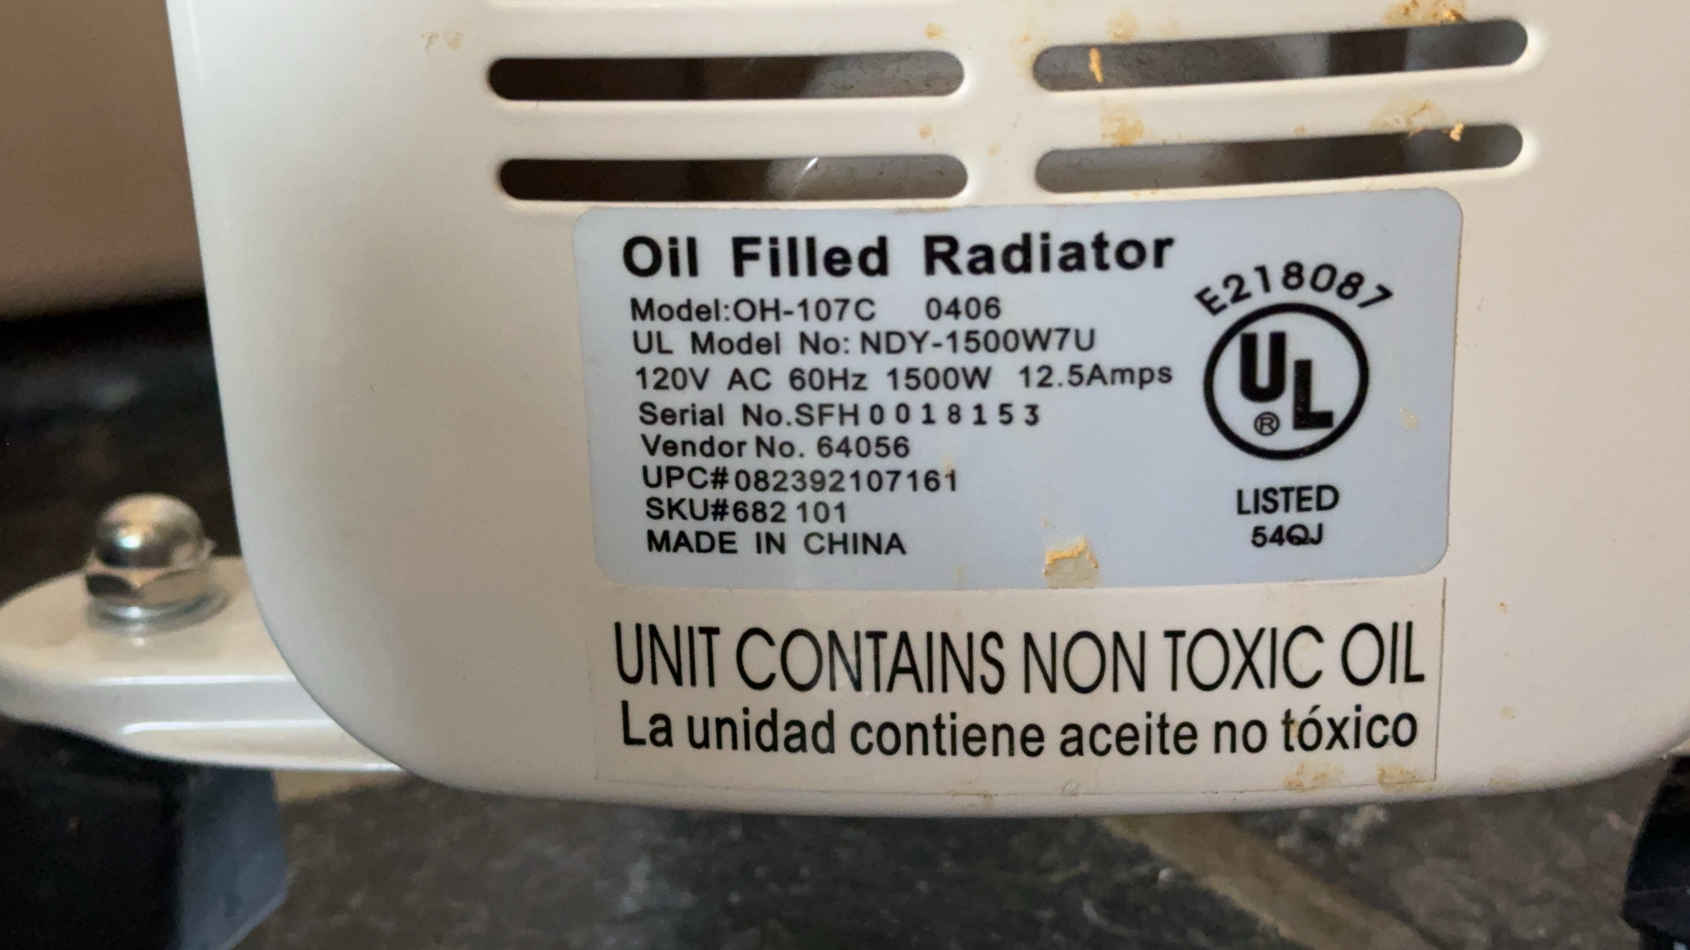 Oil Filled Radiator
Model:OH-107C 0406
UL Model No: NDY-1500W7U
120V AC 60Hz 1500W 12.5Amps
Serial No.SFH0018153
Vendor No. 64056
UPC#082392107161
SKU#682 101
MADE IN CHINA
E218087
UL
®
LISTED
54QJ
UNIT CONTAINS NON TOXIC OIL
La unidad contiene aceite no tóxico